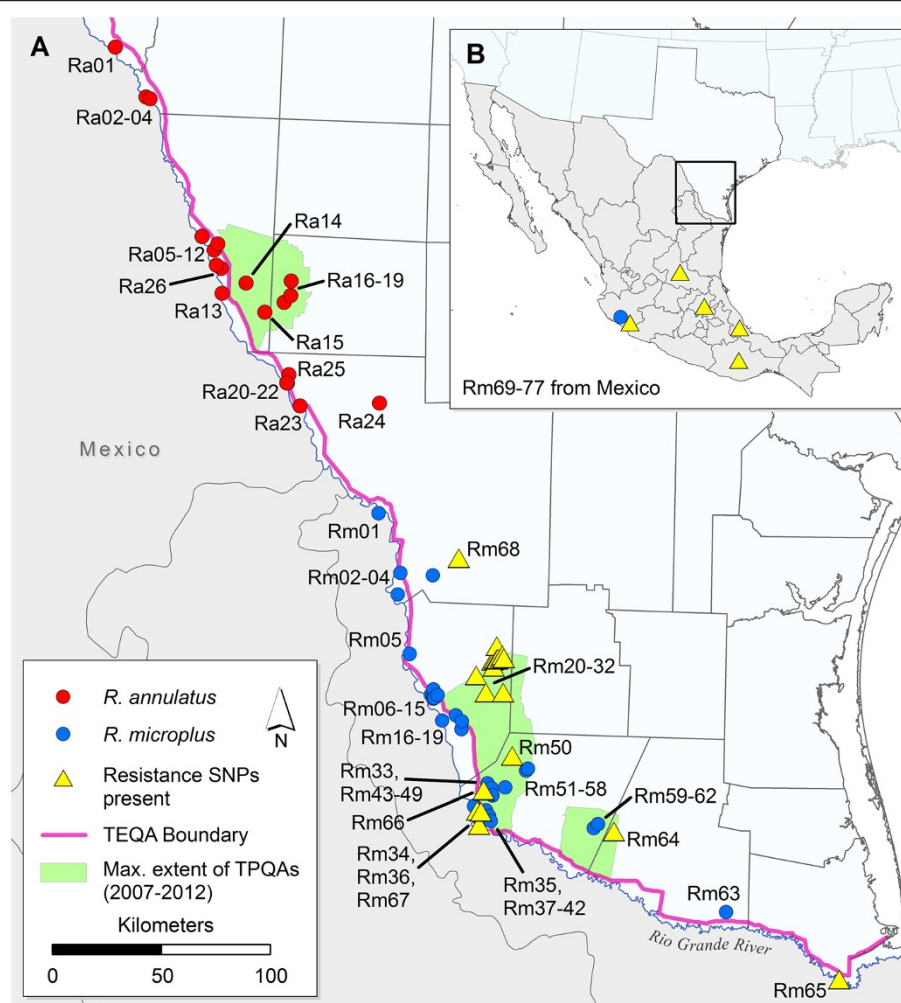 A
Ra01
Ra02-04
Ra05-12
Ra26
Ra13
Ra14
Ra16-19
Ra15
Ra25
Ra20-22
Ra23
Ra24
Mexico
B
Rm69-77 from Mexico
Rm01
Rm02-04
Rm68
Rm05
Rm06-15
Rm16-19
Rm20-32
Rm50
Rm51-58
Rm33,
Rm43-49
Rm66
Rm34,
Rm36,
Rm67
Rm35,
Rm37-42
Rm59-62
Rm64
Rm63
Rio Grande River
Rm65
R. annulatus
R. microplus
N
Resistance SNPs
present
TEQA Boundary
Max. extent of TPQAs
(2007-2012)
Kilometers
0 50 100